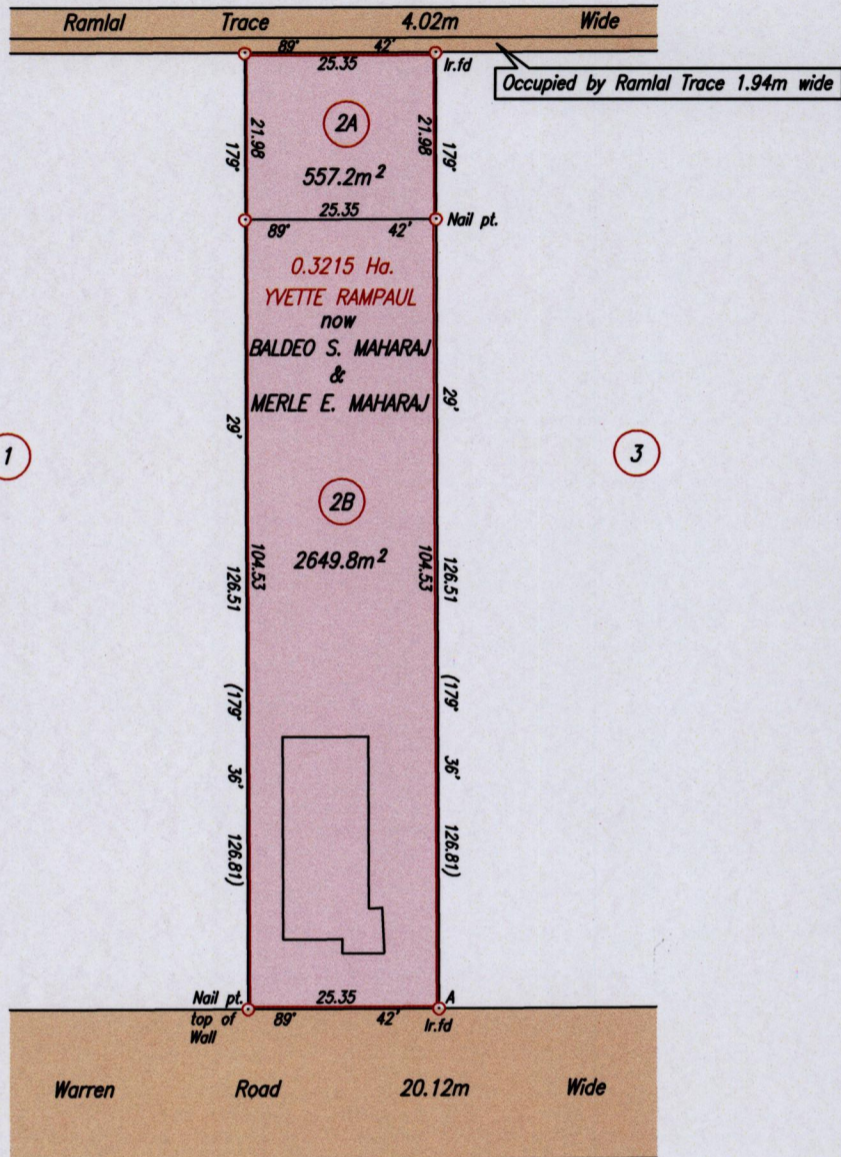 Ramlal Trace 4.02m Wide
89° 42'
25.35
Ir.fd
Occupied by Ramlal Trace 1.94m wide
2A
21.98
21.98
179°
179°
557.2m²
25.35
89° 42'
Nail pt.
0.3215 Ha.
YVETTE RAMPAUL
now
BALDEO S. MAHARAJ
&
MERLE E. MAHARAJ
29'
29'
1
3
2B
2649.8m²
104.53
104.53
126.51
126.51
(179°
(179°
36'
36'
126.81)
126.81)
Nail pt.
top of
Wall
25.35
89° 42'
A
Ir.fd
Warren Road 20.12m Wide